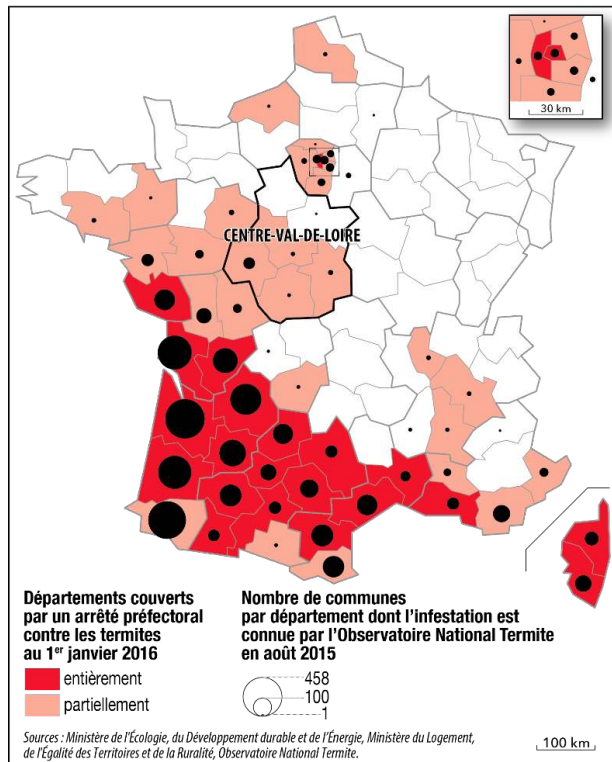 30 km
CENTRE-VAL-DE-LOIRE
Départements couverts
par un arrêté préfectoral
contre les termites
au 1er janvier 2016
entièrement
partiellement
Nombre de communes
par département dont l'infestation est
connue par l'Observatoire National Termite
en août 2015
458
100
1
Sources : Ministère de l'Écologie, du Développement durable et de l'Énergie, Ministère du Logement,
de l'Égalité des Territoires et de la Ruralité, Observatoire National Termite.
100 km